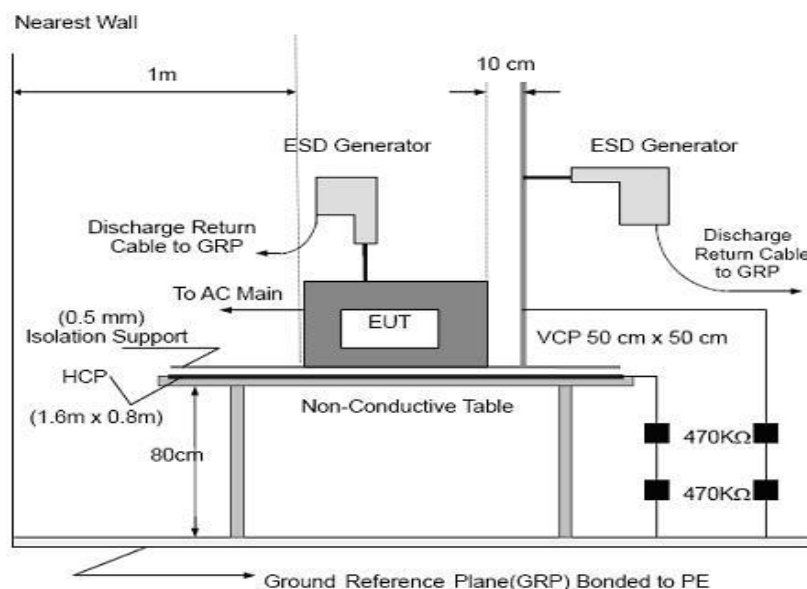 Nearest Wall
1m
10 cm
ESD Generator
ESD Generator
Discharge Return
Cable to GRP
Discharge
Return Cable
to GRP
To AC Main
(0.5 mm)
Isolation Support
EUT
VCP 50 cm x 50 cm
HCP
(1.6m x 0.8m)
Non-Conductive Table
80cm
470KΩ
470KΩ
Ground Reference Plane(GRP) Bonded to PE